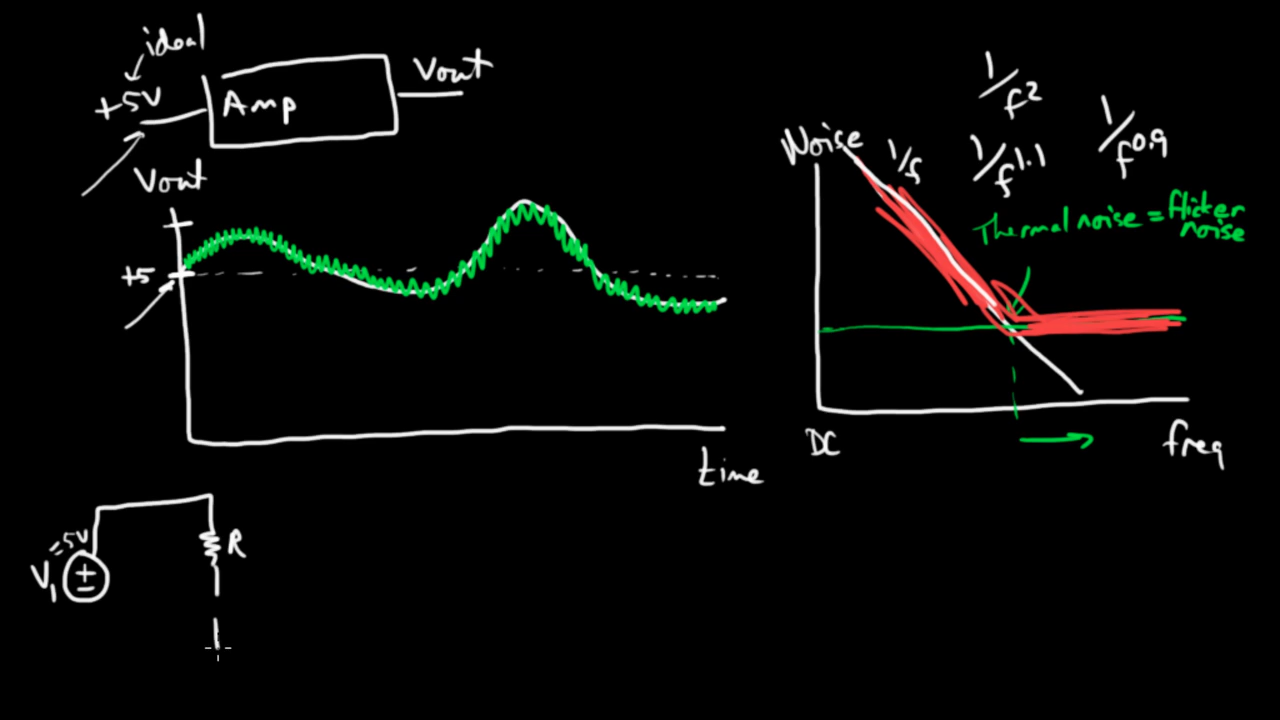 ideal
+5V
Amp
Vout
Vout
+5
time
=5V
V1
+
R
1/f²
1/f^0.9
Noise
1/f
1/f^1.1
Thermal noise = flicker
noise
DC
freq